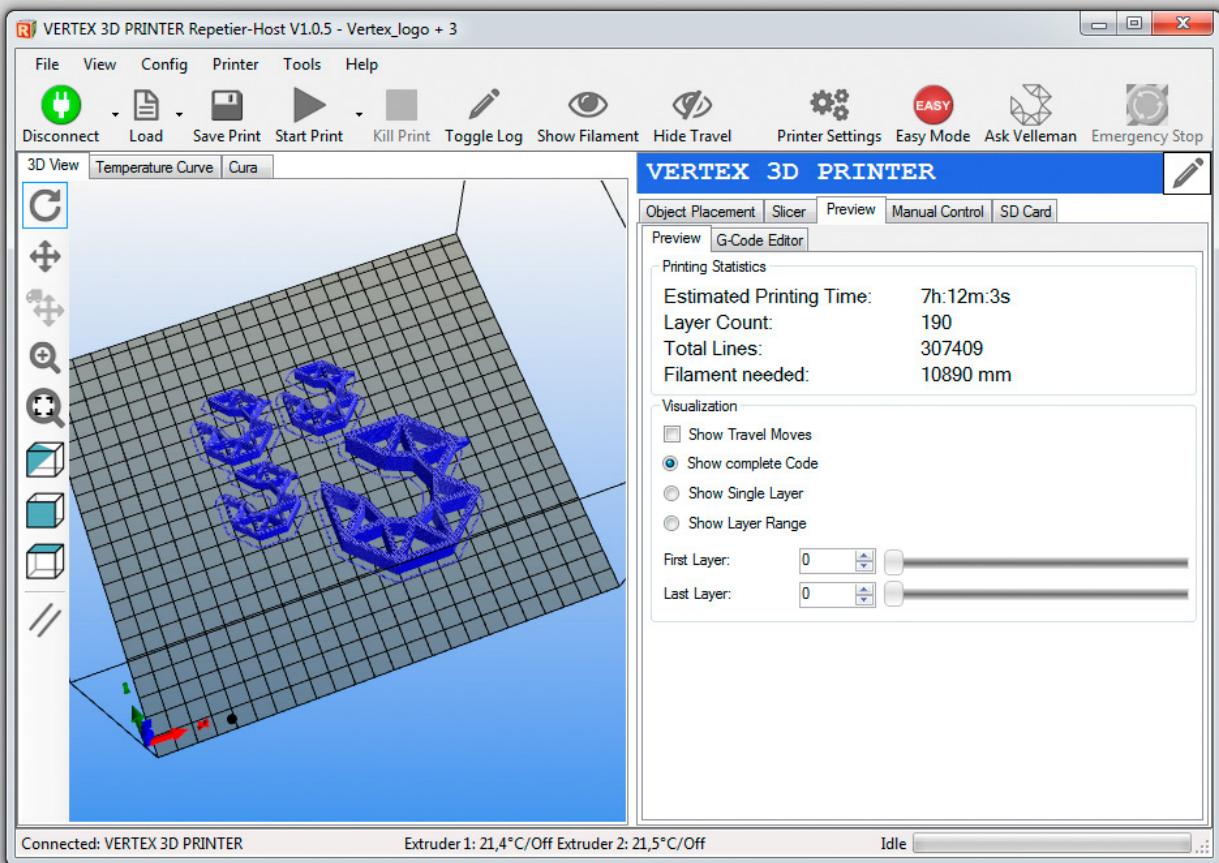 VERTEX 3D PRINTER Repetier-Host V1.0.5 - Vertex_logo + 3
File View Config Printer Tools Help
EASY
Disconnect Load Save Print Start Print Kill Print Toggle Log Show Filament Hide Travel Printer Settings Easy Mode Ask Velleman Emergency Stop
3D View Temperature Curve Cura
VERTEX 3D PRINTER
Object Placement Slicer Preview Manual Control SD Card
Preview G-Code Editor
Printing Statistics
Estimated Printing Time: 7h:12m:3s
Layer Count: 190
Total Lines: 307409
Filament needed: 10890 mm
Visualization
Show Travel Moves
Show complete Code
Show Single Layer
Show Layer Range
First Layer: 0
Last Layer: 0
Connected: VERTEX 3D PRINTER Extruder 1: 21,4°C/Off Extruder 2: 21,5°C/Off Idle